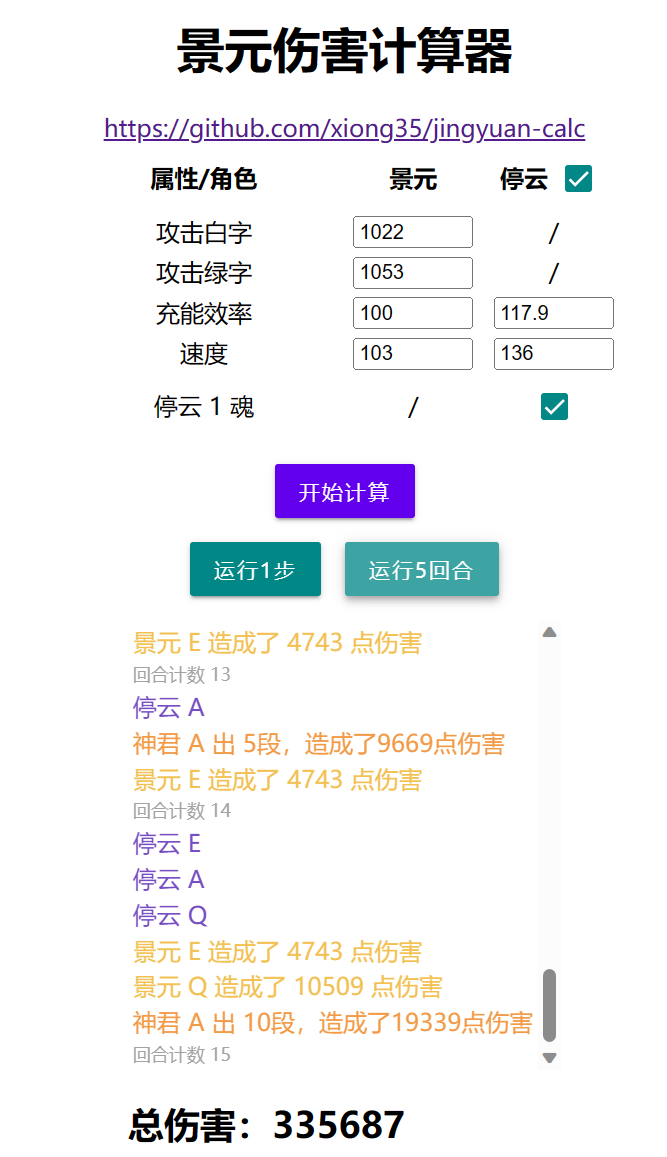 景元伤害计算器
https://github.com/xiong35/jingyuan-calc
属性/角色 景元 停云
攻击白字 1022 /
攻击绿字 1053 /
充能效率 100 117.9
速度 103 136
停云 1 魂 /
开始计算
运行1步 运行5回合
景元 E 造成了 4743 点伤害
回合计数 13
停云 A
神君 A 出 5段，造成了9669点伤害
景元 E 造成了 4743 点伤害
回合计数 14
停云 E
停云 A
停云 Q
景元 E 造成了 4743 点伤害
景元 Q 造成了 10509 点伤害
神君 A 出 10段，造成了19339点伤害
回合计数 15
总伤害：335687